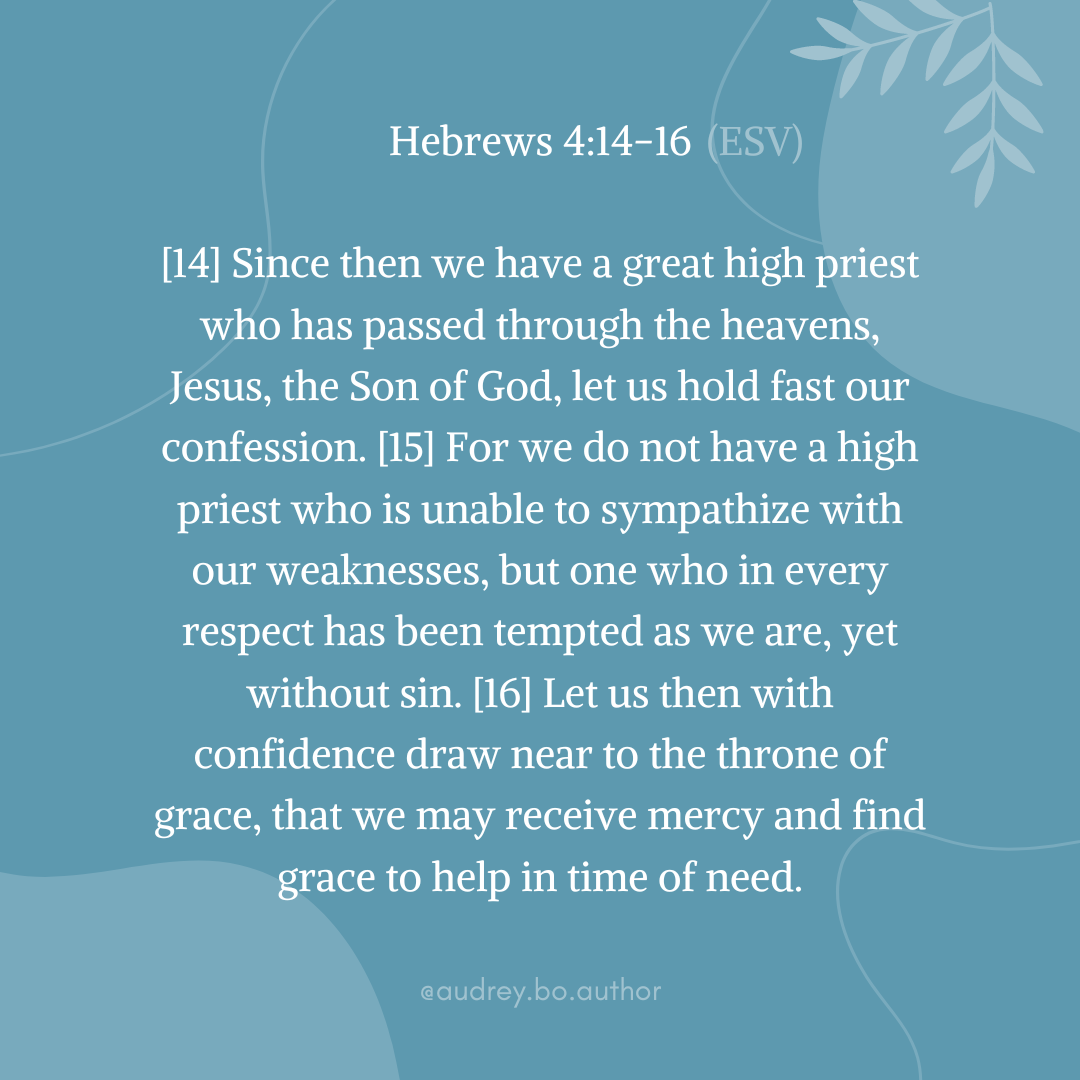 Hebrews 4:14–16 (ESV)
[14] Since then we have a great high priest
who has passed through the heavens,
Jesus, the Son of God, let us hold fast our
confession. [15] For we do not have a high
priest who is unable to sympathize with
our weaknesses, but one who in every
respect has been tempted as we are, yet
without sin. [16] Let us then with
confidence draw near to the throne of
grace, that we may receive mercy and find
grace to help in time of need.
@audrey.bo.author